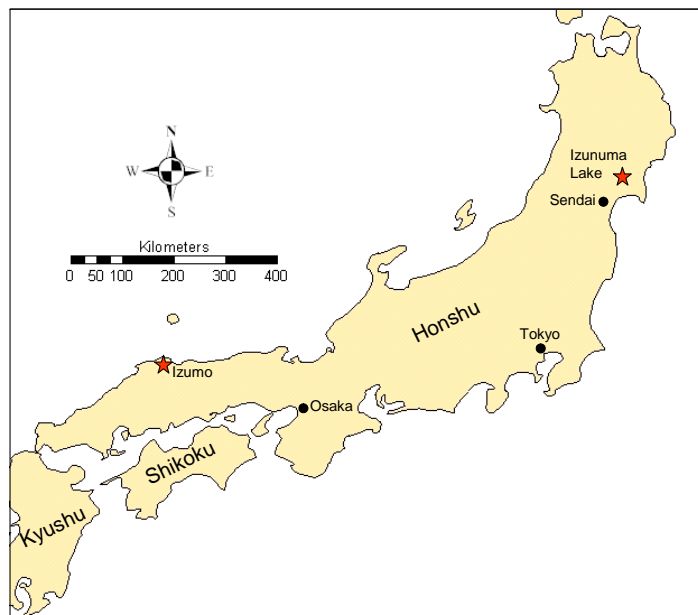 N
W E
S
Kilometers
0 50 100 200 300 400
Izunuma
Lake
Sendai
Honshu
Tokyo
Izumo
Osaka
Shikoku
Kyushu